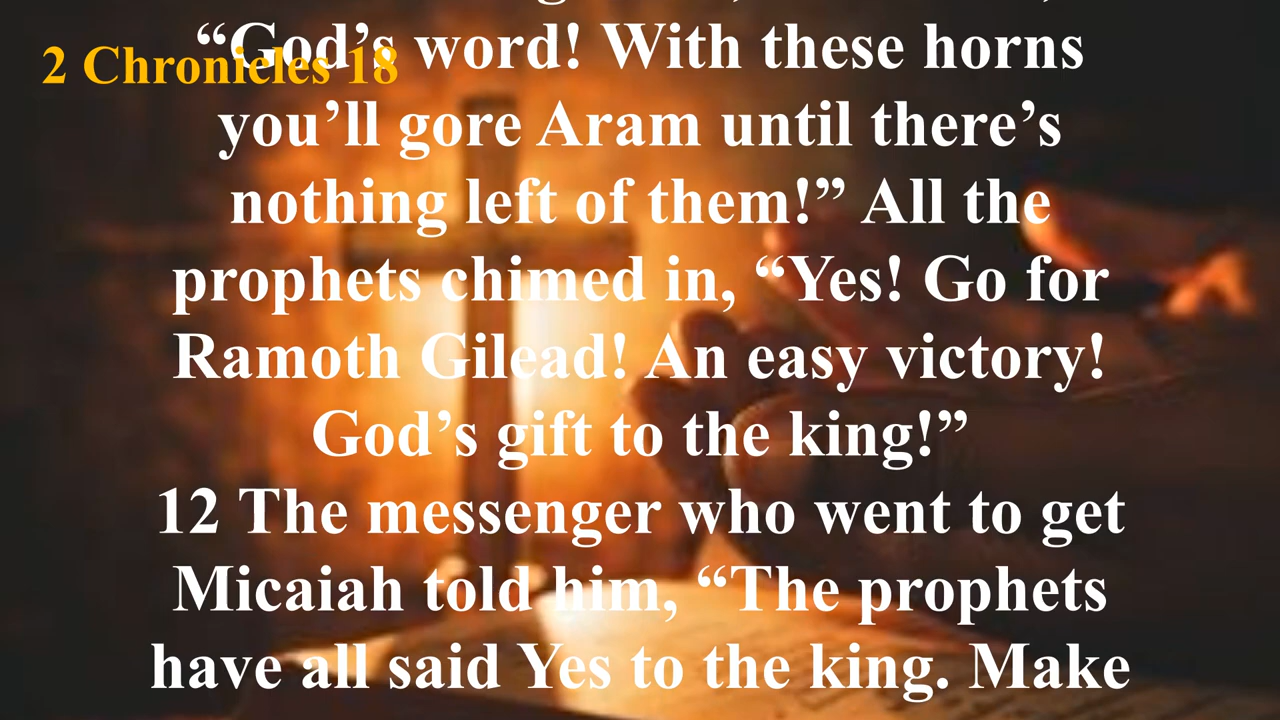 2 Chronicles 18
“God’s word! With these horns
you’ll gore Aram until there’s
nothing left of them!” All the
prophets chimed in, “Yes! Go for
Ramoth Gilead! An easy victory!
God’s gift to the king!”
12 The messenger who went to get
Micaiah told him, “The prophets
have all said Yes to the king. Make